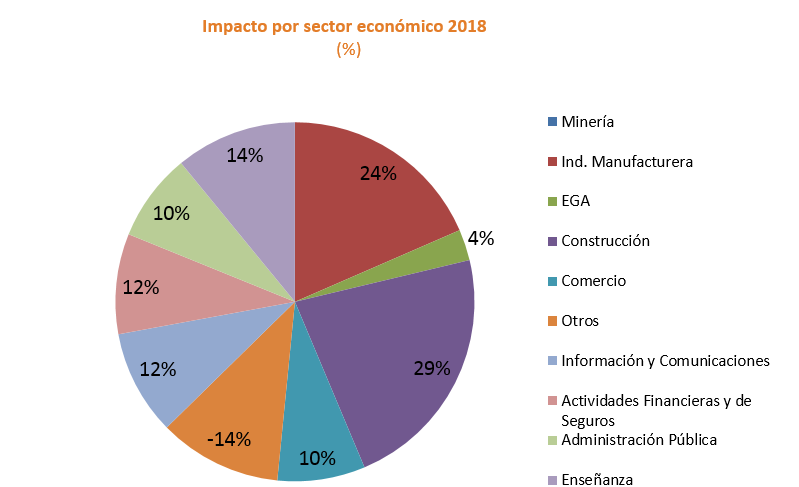 Impacto por sector económico 2018
(%)
14%
24%
10%
4%
12%
12%
29%
-14%
10%
Minería
Ind. Manufacturera
EGA
Construcción
Comercio
Otros
Información y Comunicaciones
Actividades Financieras y de
Seguros
Administración Pública
Enseñanza